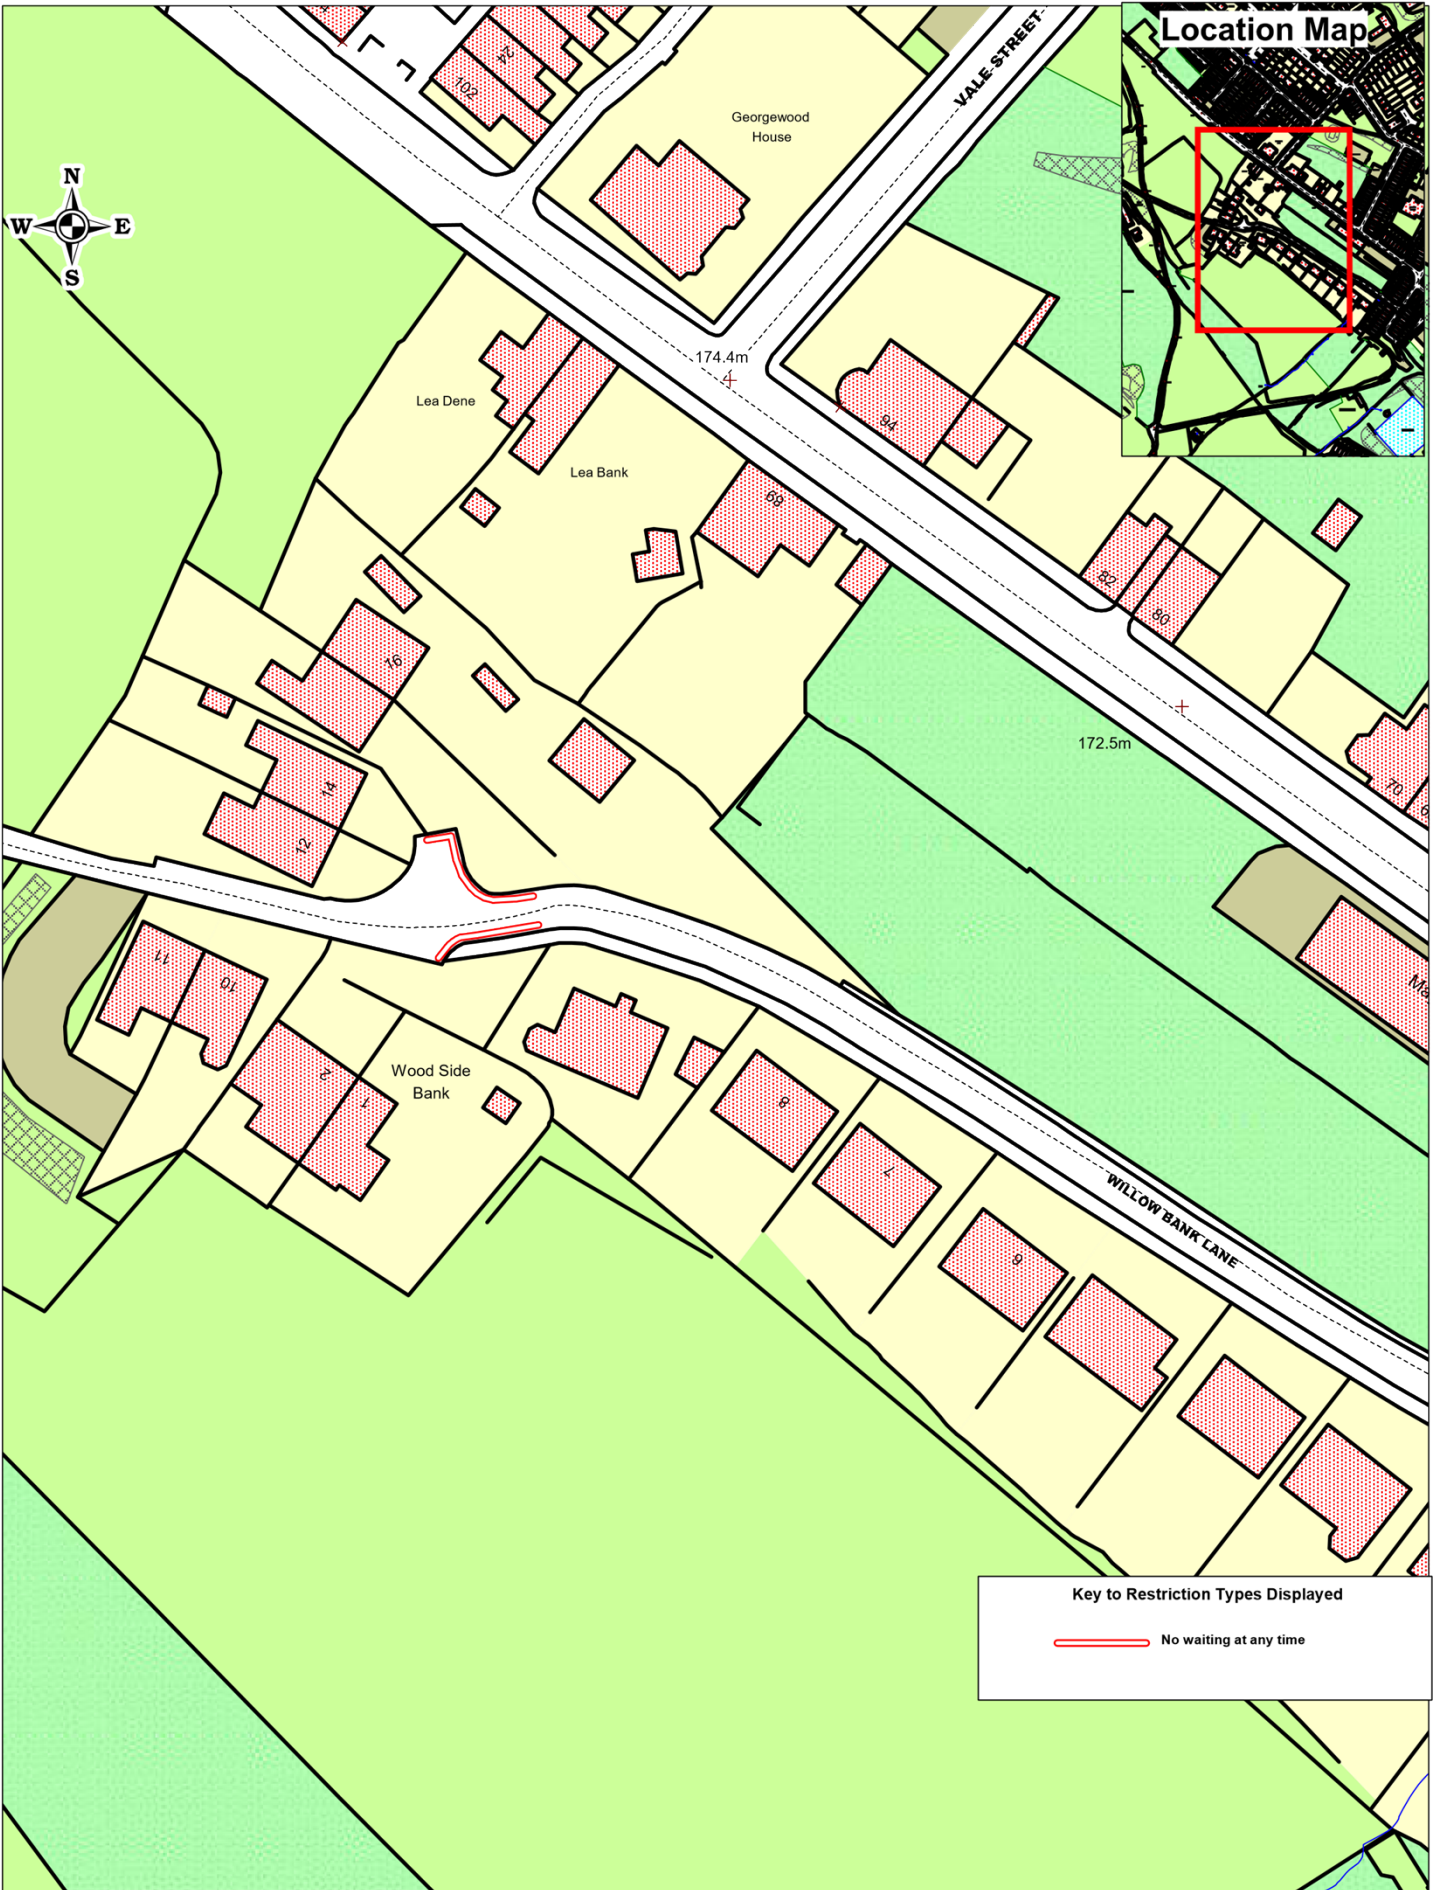 Location Map
VALE STREET
24
102
Georgewood
House
N
W
E
S
174.4m
Lea Dene
94
Lea Bank
68
82
80
16
172.5m
14
70
12
11
10
Wood Side
Bank
2
1
8
7
WILLOW BANK LANE
6
Key to Restriction Types Displayed
No waiting at any time